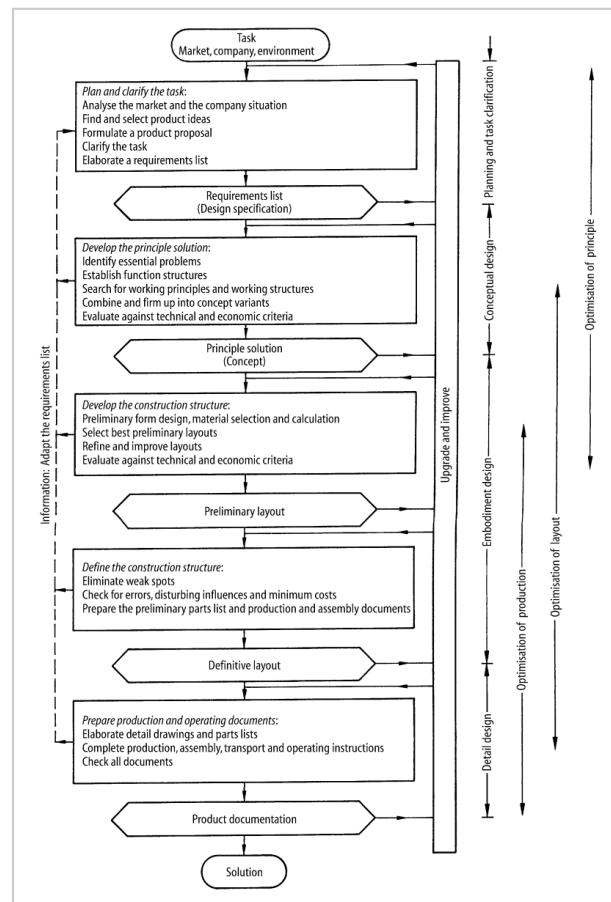 Task
Market, company, environment
Plan and clarify the task:
Analyse the market and the company situation
Find and select product ideas
Formulate a product proposal
Clarify the task
Elaborate a requirements list
Requirements list
(Design specification)
Develop the principle solution:
Identify essential problems
Establish function structures
Search for working principles and working structures
Combine and firm up into concept variants
Evaluate against technical and economic criteria
Principle solution
(Concept)
Develop the construction structure:
Preliminary form design, material selection and calculation
Select best preliminary layouts
Refine and improve layouts
Evaluate against technical and economic criteria
Preliminary layout
Define the construction structure:
Eliminate weak spots
Check for errors, disturbing influences and minimum costs
Prepare the preliminary parts list and production and assembly documents
Definitive layout
Prepare production and operating documents:
Elaborate detail drawings and parts lists
Complete production, assembly, transport and operating instructions
Check all documents
Product documentation
Solution
Information: Adapt the requirements list
Upgrade and improve
Planning and task clarification
Conceptual design
Embodiment design
Detail design
Optimisation of production
Optimisation of layout
Optimisation of principle